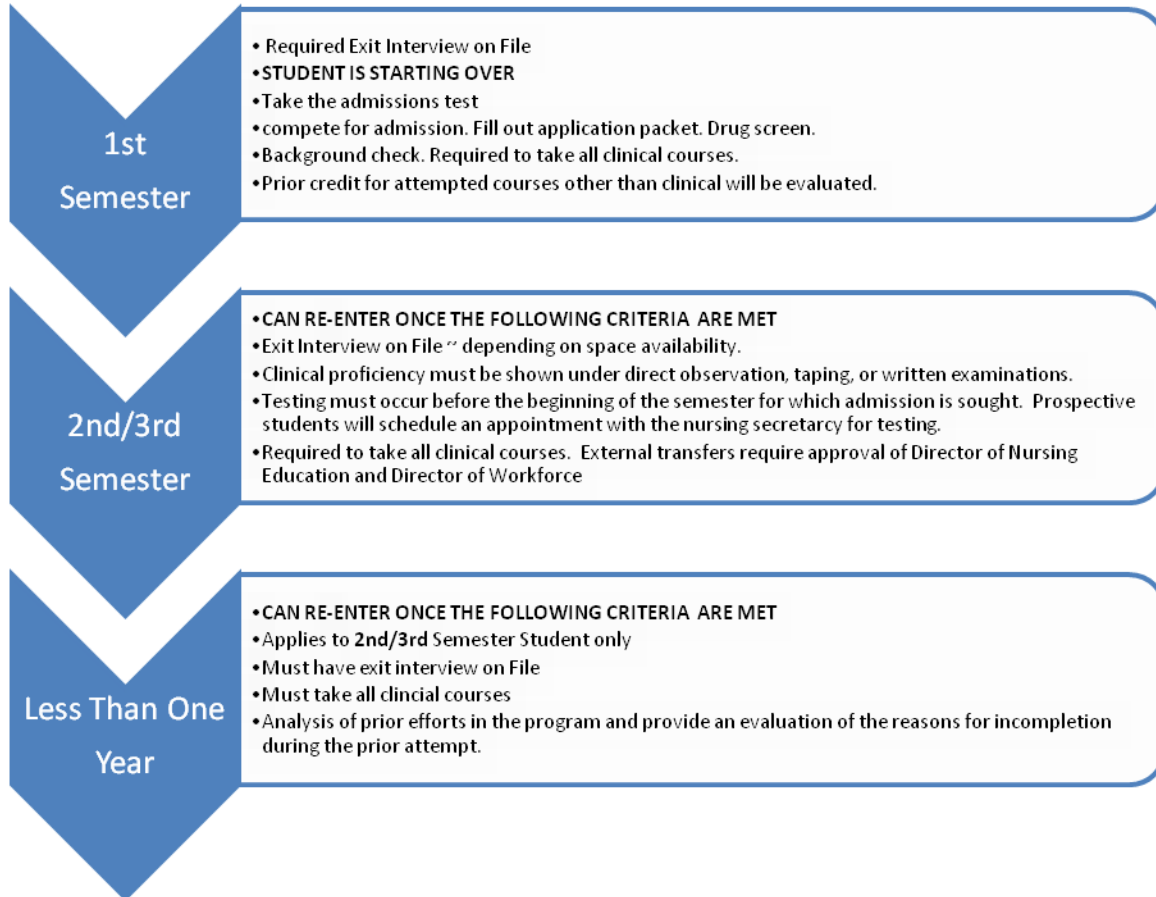 1st
Semester
• Required Exit Interview on File
•STUDENT IS STARTING OVER
•Take the admissions test
•compete for admission. Fill out application packet. Drug screen.
•Background check. Required to take all clinical courses.
•Prior credit for attempted courses other than clinical will be evaluated.
2nd/3rd
Semester
•CAN RE-ENTER ONCE THE FOLLOWING CRITERIA ARE MET
•Exit Interview on File ~ depending on space availability.
•Clinical proficiency must be shown under direct observation, taping, or written examinations.
•Testing must occur before the beginning of the semester for which admission is sought. Prospective
students will schedule an appointment with the nursing secretarcy for testing.
•Required to take all clinical courses. External transfers require approval of Director of Nursing
Education and Director of Workforce
Less Than One
Year
•CAN RE-ENTER ONCE THE FOLLOWING CRITERIA ARE MET
•Applies to 2nd/3rd Semester Student only
•Must have exit interview on File
•Must take all clincial courses
•Analysis of prior efforts in the program and provide an evaluation of the reasons for incompletion
during the prior attempt.